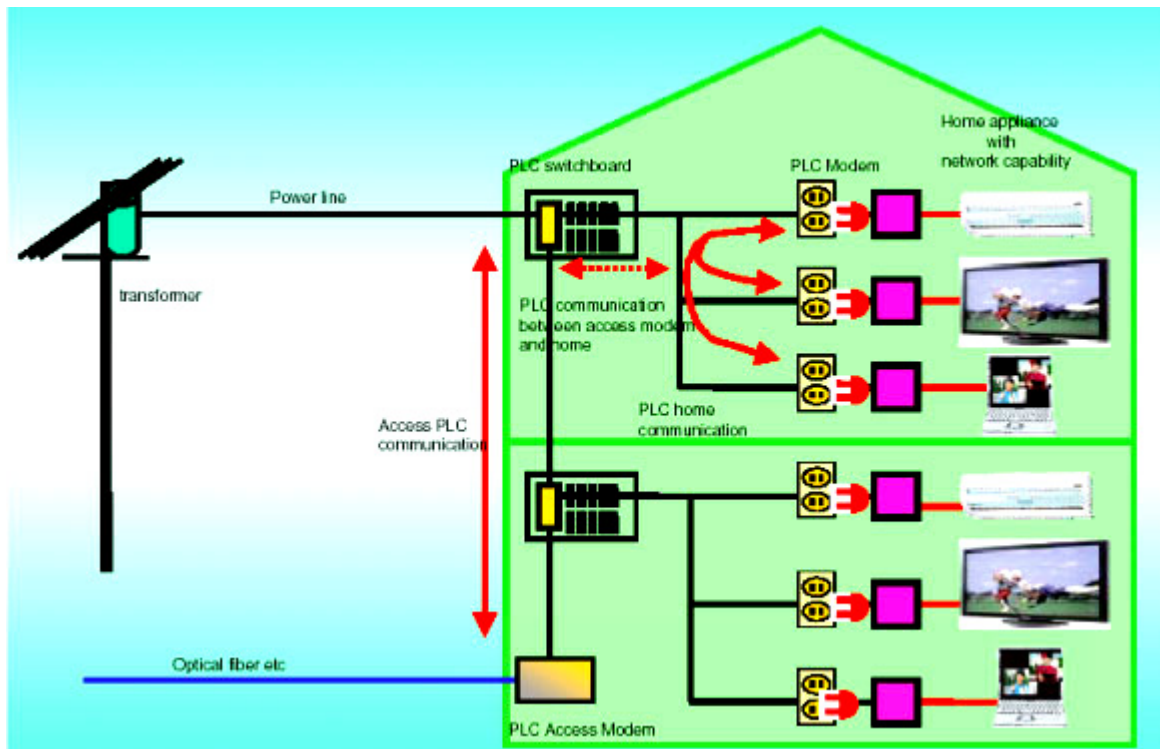 Home appliance
with
network capability
PLC switchboard
PLC Modem
Power line
transformer
PLC communication
between access modem
and home
Access PLC
communication
PLC home
communication
Optical fiber etc
PLC Access Modem